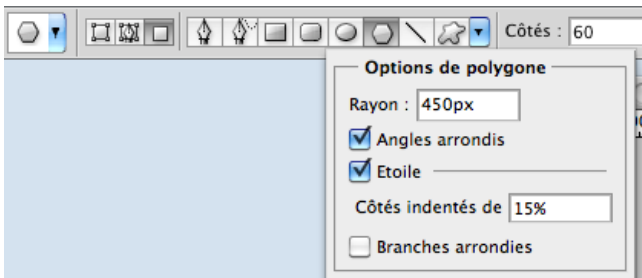 Côtés : 60
Options de polygone
Rayon : 450px
Angles arrondis
Etoile
Côtés indentés de 15%
Branches arrondies